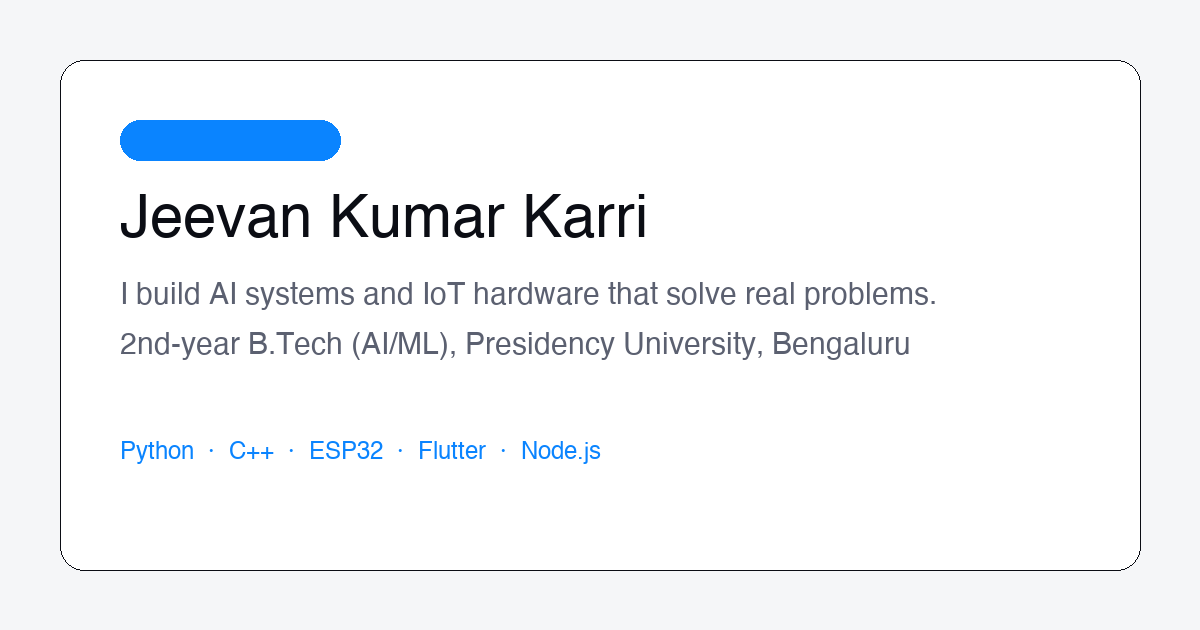 Jeevan Kumar Karri
I build AI systems and IoT hardware that solve real problems.
2nd-year B.Tech (AI/ML), Presidency University, Bengaluru
Python · C++ · ESP32 · Flutter · Node.js